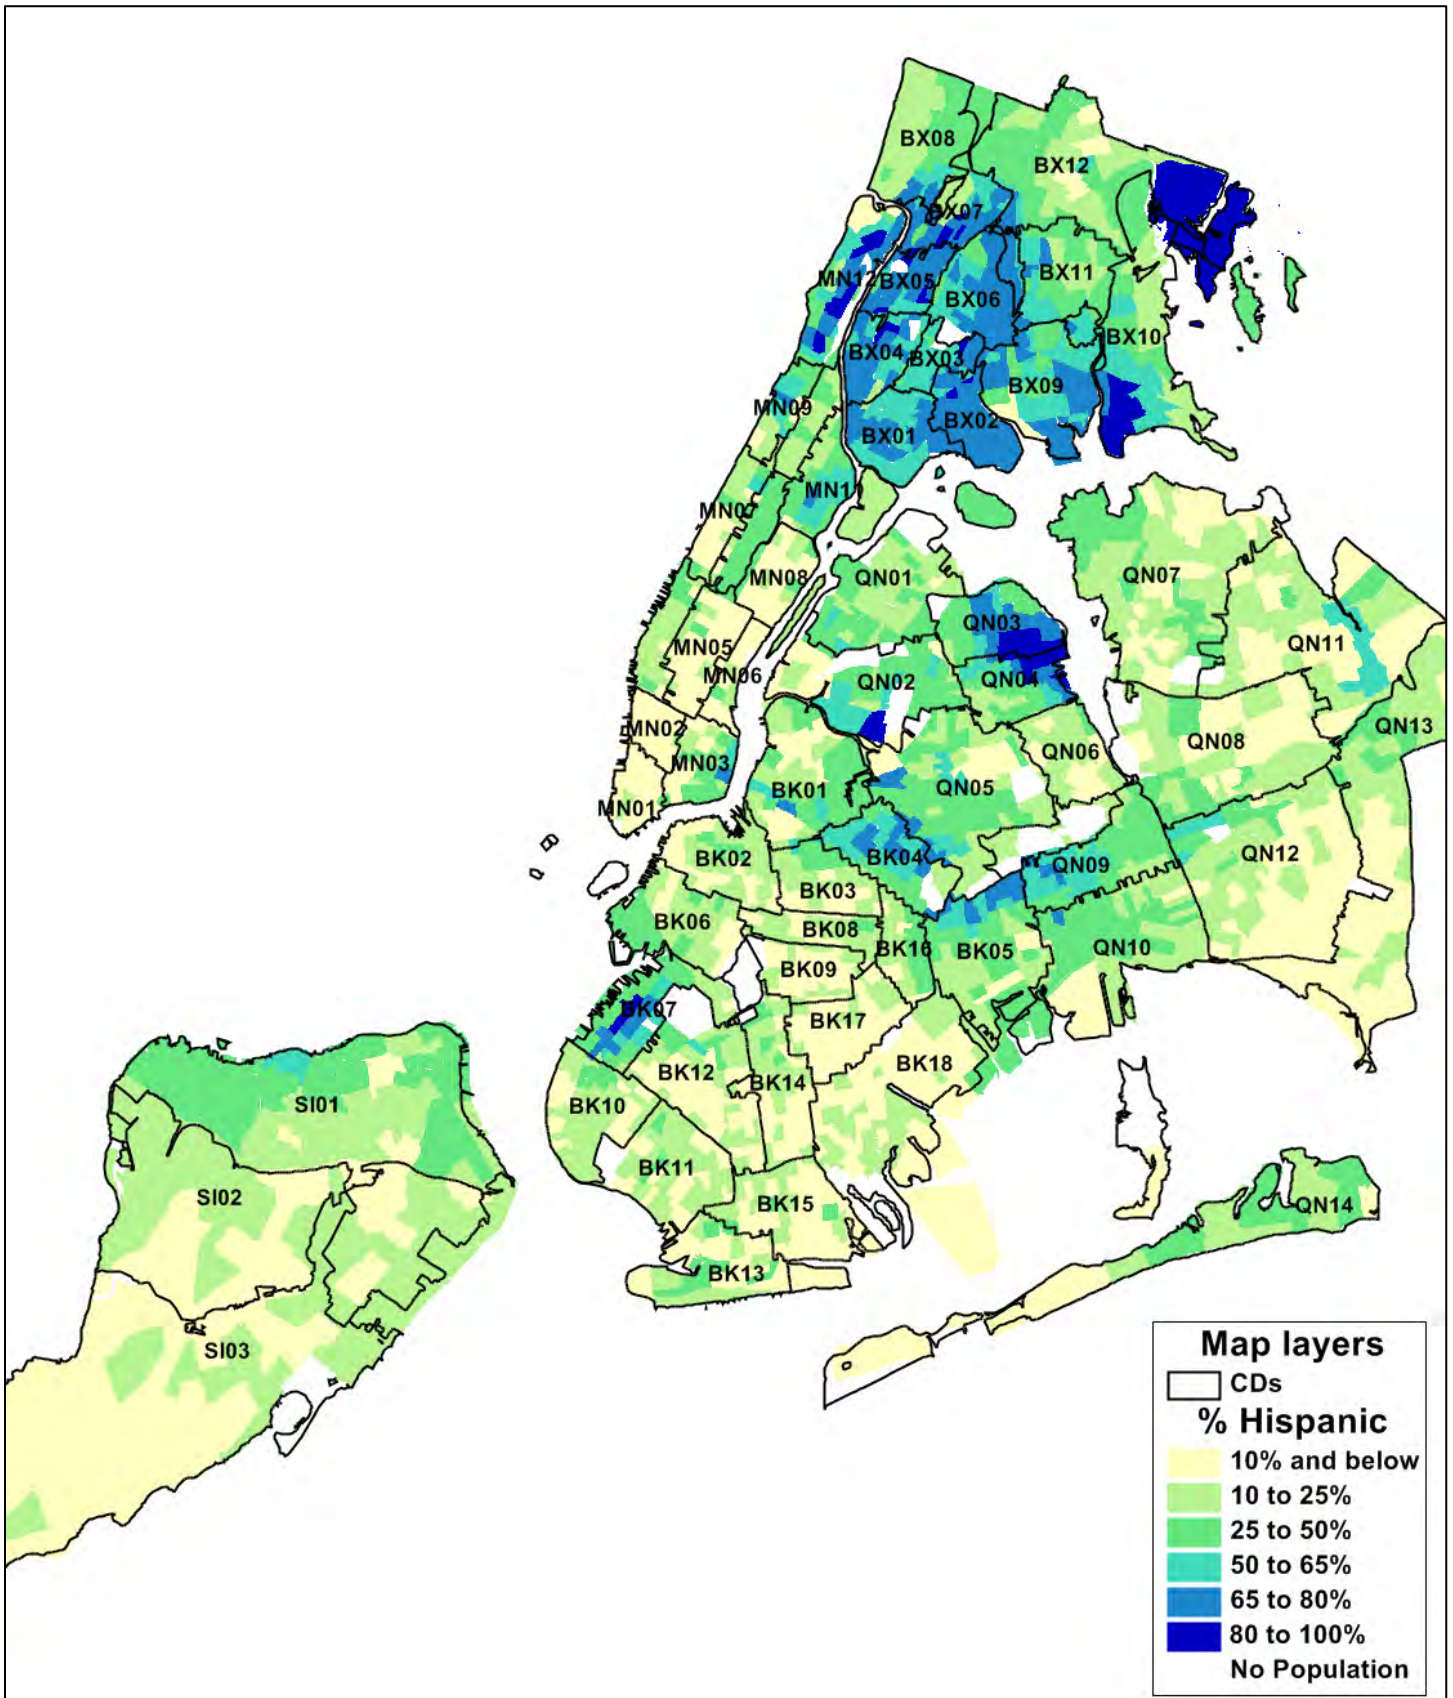 BX08
BX12
BX07
MN12
BX05
BX11
BX06
BX10
BX04
BX03
BX09
MN09
BX02
BX01
MN11
MN07
QN07
MN08
QN01
QN03
QN11
MN05
MN06
QN02
QN04
QN13
MN02
QN08
QN06
MN03
QN05
BK01
MN01
BK04
QN12
BK02
QN09
BK03
BK06
BK08
BK16
BK05
QN10
BK09
BK07
BK17
BK18
BK12
BK14
SI01
BK10
BK11
SI02
BK15
QN14
BK13
SI03
Map layers
CDs
% Hispanic
10% and below
10 to 25%
25 to 50%
50 to 65%
65 to 80%
80 to 100%
No Population